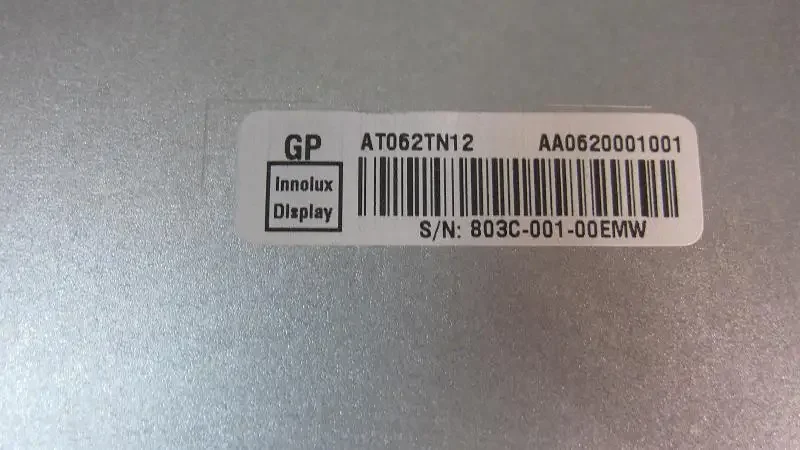 GP AT062TN12 AA0620001001
Innolux
Display
S/N: 803C-001-00EMW